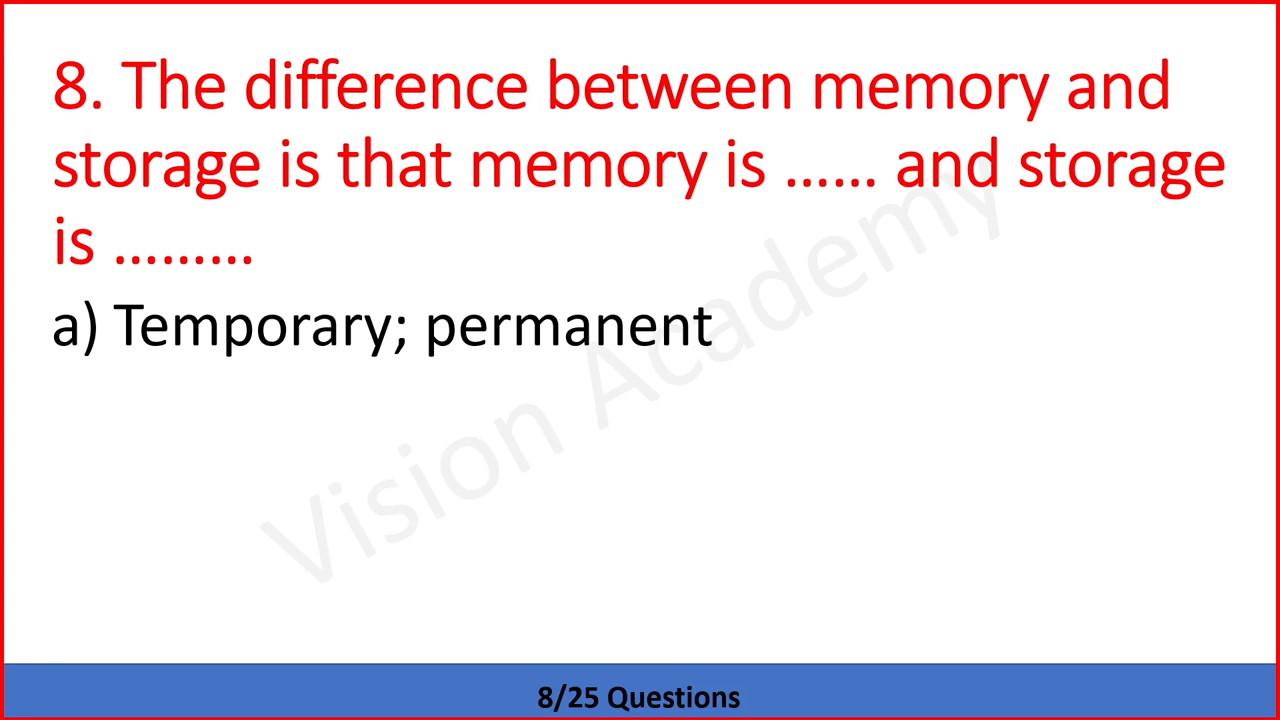 8. The difference between memory and
storage is that memory is …… and storage
is ………
a) Temporary; permanent
Vision Academy
8/25 Questions